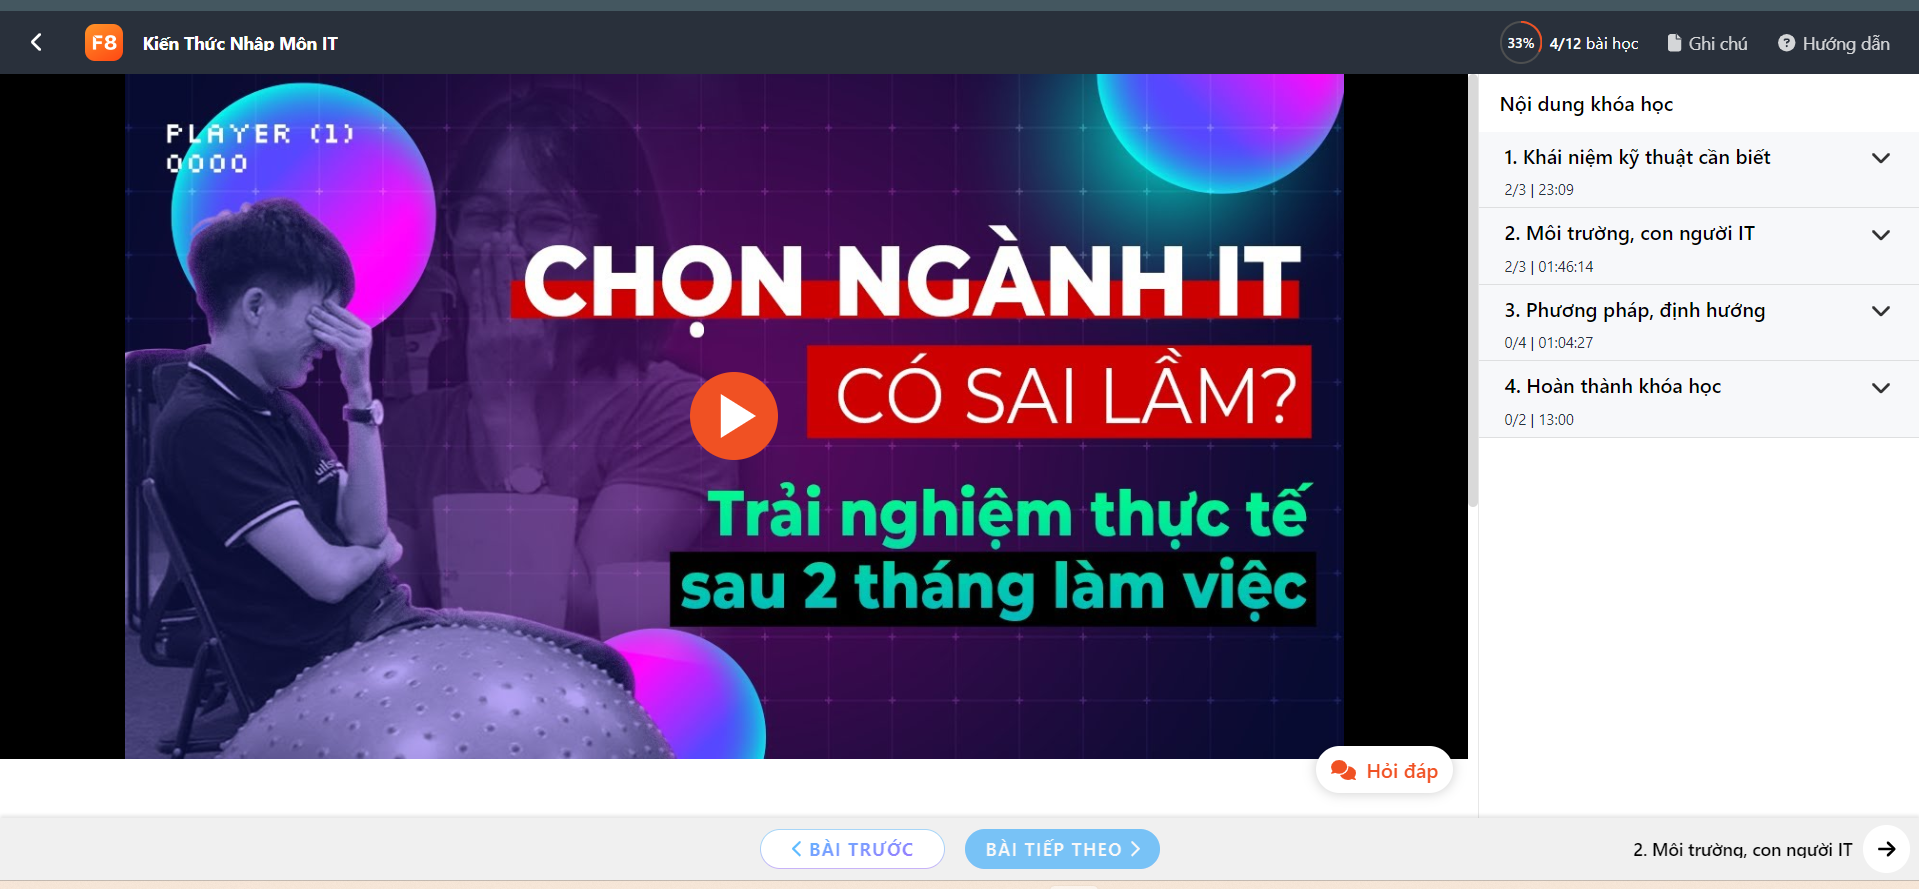 F8 Kiến Thức Nhập Môn IT
33% 4/12 bài học Ghi chú Hướng dẫn
PLAYER (1)
0000
CHỌN NGÀNH IT
CÓ SAI LẦM?
Trải nghiệm thực tế
sau 2 tháng làm việc
Nội dung khóa học
1. Khái niệm kỹ thuật cần biết
2/3 | 23:09
2. Môi trường, con người IT
2/3 | 01:46:14
3. Phương pháp, định hướng
0/4 | 01:04:27
4. Hoàn thành khóa học
0/2 | 13:00
Hỏi đáp
BÀI TRƯỚC
BÀI TIẾP THEO
2. Môi trường, con người IT